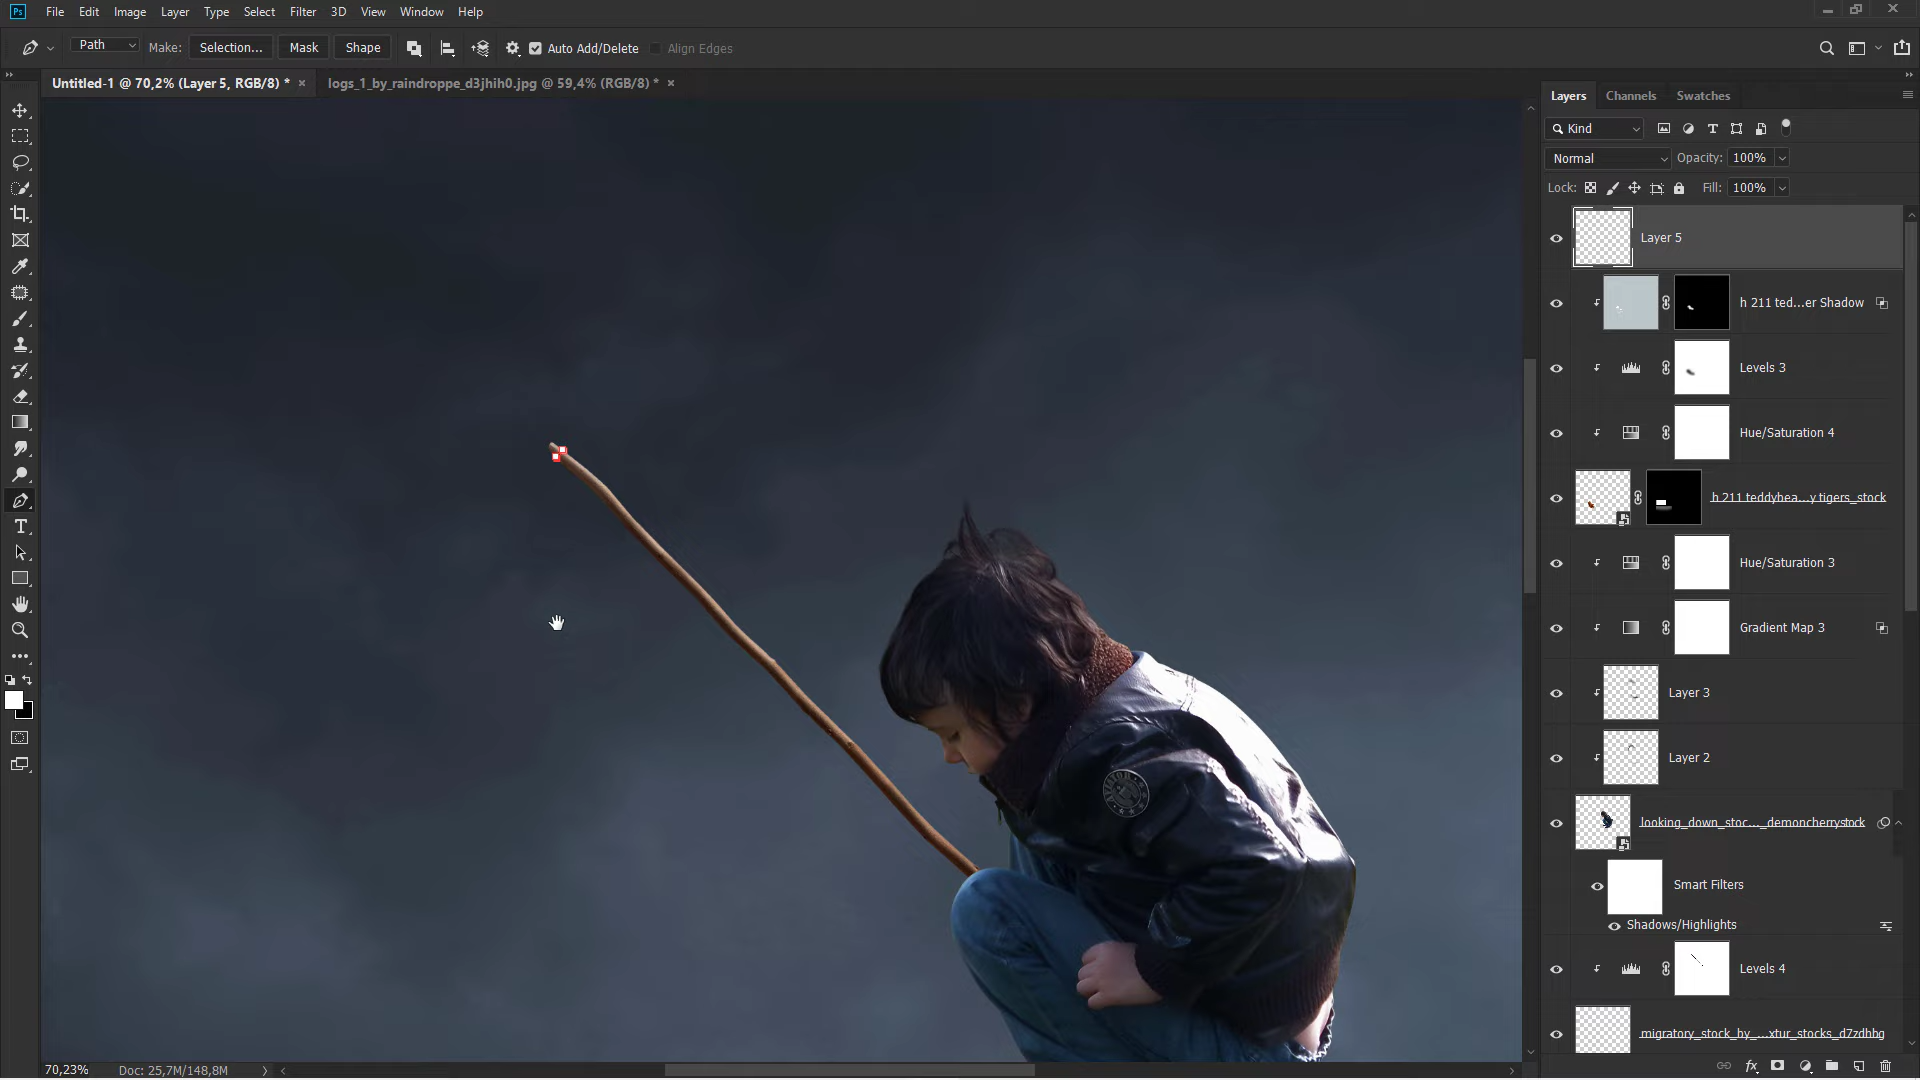 Ps File Edit Image Layer Type Select Filter 3D View Window Help
Path Make: Selection... Mask Shape Auto Add/Delete Align Edges
Untitled-1 @ 70,2% (Layer 5, RGB/8) * × logs_1_by_raindroppe_d3jhih0.jpg @ 59,4% (RGB/8) * ×
Layers Channels Swatches
Kind
Normal Opacity: 100%
Lock: Fill: 100%
Layer 5
h 211 ted...er Shadow
Levels 3
Hue/Saturation 4
h 211 teddybea...y tigers_stock
Hue/Saturation 3
Gradient Map 3
Layer 3
Layer 2
looking_down_stoc..._demoncherrystock
Smart Filters
Shadows/Highlights
Levels 4
migratory_stock_by_...xtur_stocks_d7zdhbg
AVIATOR
70,23% Doc: 25,7M/148,8M